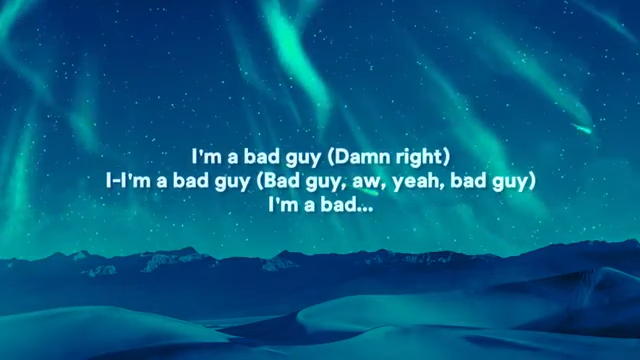 I'm a bad guy (Damn right)
I-I'm a bad guy (Bad guy, aw, yeah, bad guy)
I'm a bad...